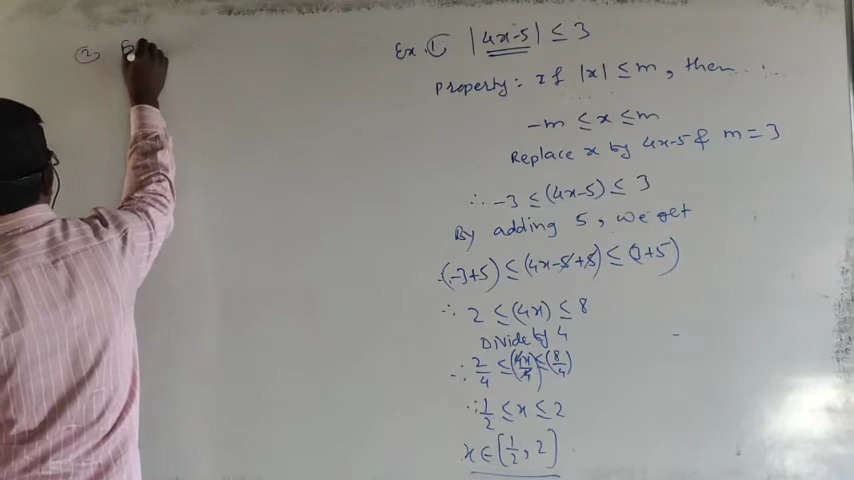 ②
Ex. ① |4x-5| ≤ 3
Property: If |x| ≤ m, then ...
-m ≤ x ≤ m
Replace x by 4x-5 & m = 3
∴ -3 ≤ (4x-5) ≤ 3
By adding 5, we get
(-3+5) ≤ (4x-5+5) ≤ (3+5)
∴ 2 ≤ (4x) ≤ 8
Divide by 4
∴ 2/4 ≤ (4x/4) ≤ (8/4)
∴ 1/2 ≤ x ≤ 2
x ∈ [1/2, 2]